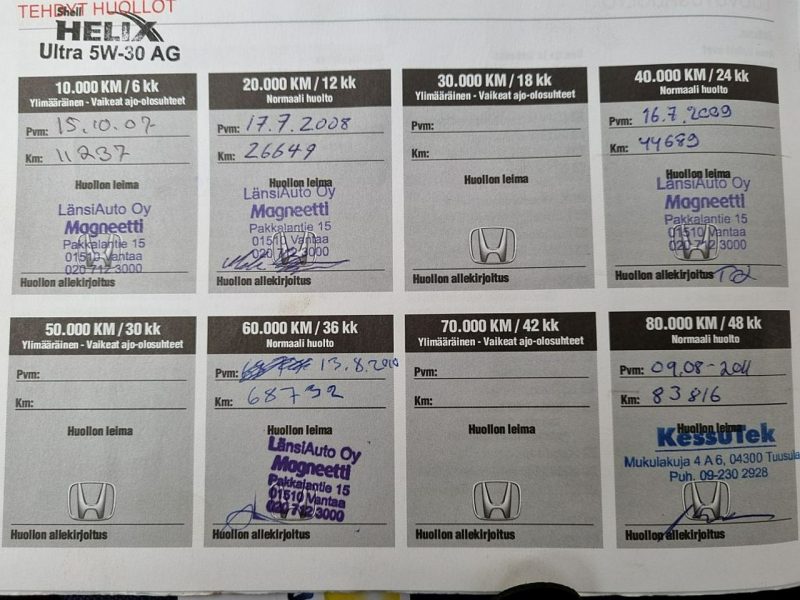 TEHDYT HUOLLOT
Shell
HELIX
Ultra 5W-30 AG
10.000 KM / 6 kk
Ylimääräinen - Vaikeat ajo-olosuhteet
Pvm: 15.10.07
Km: 11237
Huollon leima
LänsiAuto Oy
Magneetti
Pakkalantie 15
01510 Vantaa
020 712 3000
Huollon allekirjoitus
20.000 KM / 12 kk
Normaali huolto
Pvm: 17.7.2008
Km: 26649
Huollon leima
LänsiAuto Oy
Magneetti
Pakkalantie 15
01510 Vantaa
020 712 3000
Huollon allekirjoitus
30.000 KM / 18 kk
Ylimääräinen - Vaikeat ajo-olosuhteet
Pvm:
Km:
Huollon leima
Huollon allekirjoitus
40.000 KM / 24 kk
Normaali huolto
Pvm: 16.7.2009
Km: 44689
Huollon leima
LänsiAuto Oy
Magneetti
Pakkalantie 15
01510 Vantaa
020 712 3000
Huollon allekirjoitus
50.000 KM / 30 kk
Ylimääräinen - Vaikeat ajo-olosuhteet
Pvm:
Km:
Huollon leima
Huollon allekirjoitus
60.000 KM / 36 kk
Normaali huolto
Pvm: 13.8.2010
Km: 68732
Huollon leima
LänsiAuto Oy
Magneetti
Pakkalantie 15
01510 Vantaa
020 712 3000
Huollon allekirjoitus
70.000 KM / 42 kk
Ylimääräinen - Vaikeat ajo-olosuhteet
Pvm:
Km:
Huollon leima
Huollon allekirjoitus
80.000 KM / 48 kk
Normaali huolto
Pvm: 09.08-2011
Km: 83816
Huollon leima
KessuTek
Mukulakuja 4 A 6, 04300 Tuusula
Puh. 09-230 2928
Huollon allekirjoitus